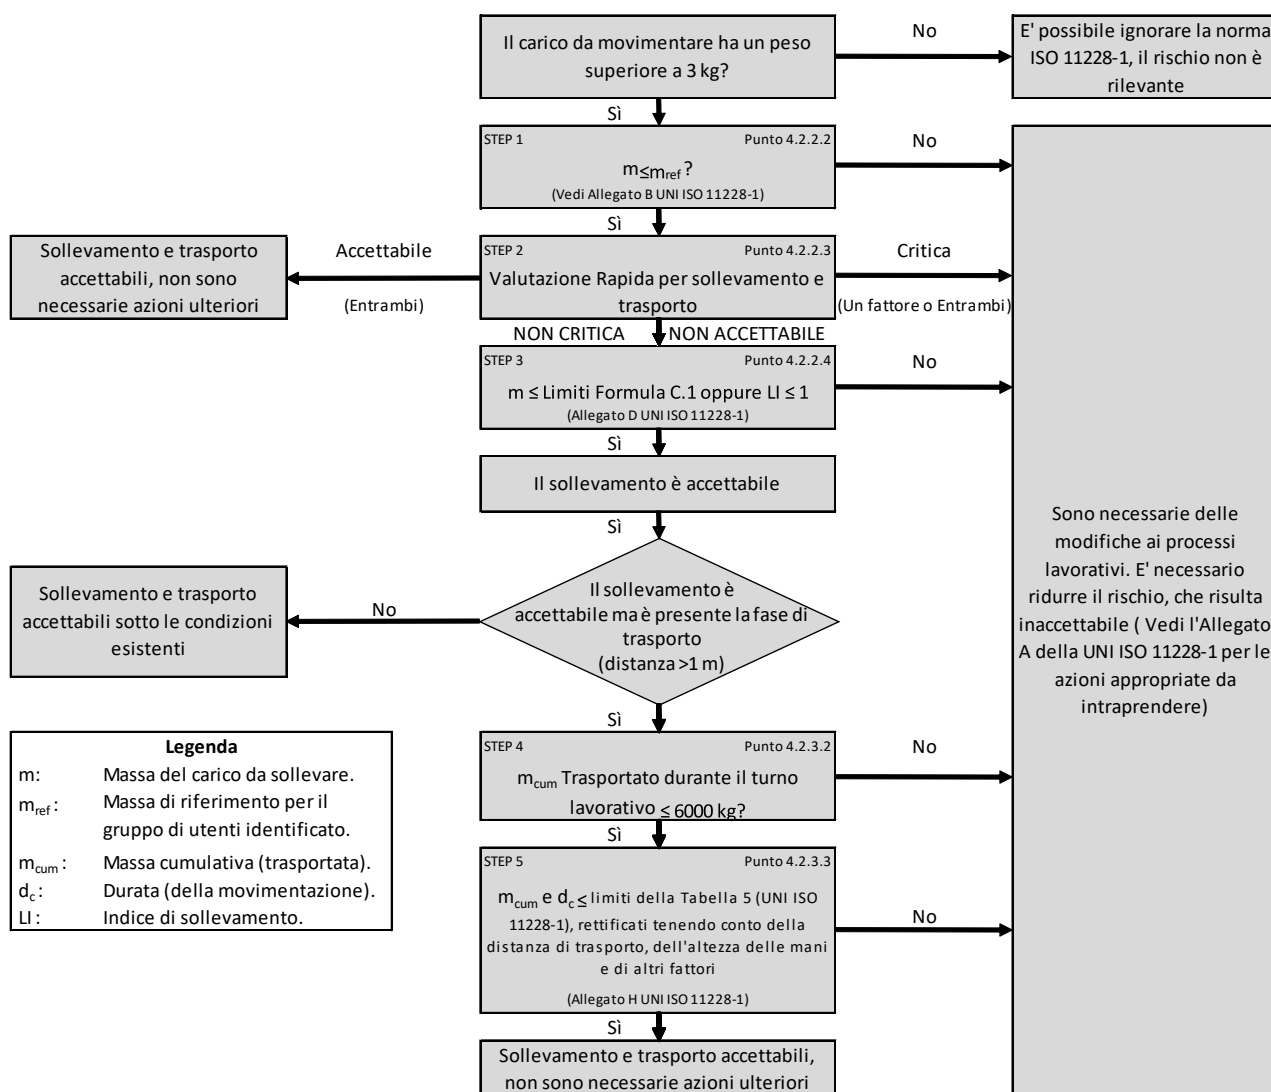 Il carico da movimentare ha un peso
superiore a 3 kg?
No
E' possibile ignorare la norma
ISO 11228-1, il rischio non è
rilevante
Sì
STEP 1 Punto 4.2.2.2
m≤mref ?
(Vedi Allegato B UNI ISO 11228-1)
No
Sì
Sollevamento e trasporto
accettabili, non sono
necessarie azioni ulteriori
Accettabile
(Entrambi)
STEP 2 Punto 4.2.2.3
Valutazione Rapida per sollevamento e
trasporto
Critica
(Un fattore o Entrambi)
NON CRITICA NON ACCETTABILE
STEP 3 Punto 4.2.2.4
m ≤ Limiti Formula C.1 oppure LI ≤ 1
(Allegato D UNI ISO 11228-1)
No
Sì
Il sollevamento è accettabile
Sì
Il sollevamento è
accettabile ma è presente la fase di
trasporto
(distanza >1 m)
No
Sollevamento e trasporto
accettabili sotto le condizioni
esistenti
Sono necessarie delle
modifiche ai processi
lavorativi. E' necessario
ridurre il rischio, che risulta
inaccettabile ( Vedi l'Allegato
A della UNI ISO 11228-1 per le
azioni appropriate da
intraprendere)
Sì
STEP 4 Punto 4.2.3.2
mcum Trasportato durante il turno
lavorativo ≤ 6000 kg?
No
Sì
STEP 5 Punto 4.2.3.3
mcum e dc ≤ limiti della Tabella 5 (UNI ISO
11228-1), rettificati tenendo conto della
distanza di trasporto, dell'altezza delle mani
e di altri fattori
(Allegato H UNI ISO 11228-1)
No
Sì
Sollevamento e trasporto accettabili,
non sono necessarie azioni ulteriori
Legenda
m: Massa del carico da sollevare.
mref : Massa di riferimento per il
gruppo di utenti identificato.
mcum : Massa cumulativa (trasportata).
dc : Durata (della movimentazione).
LI : Indice di sollevamento.